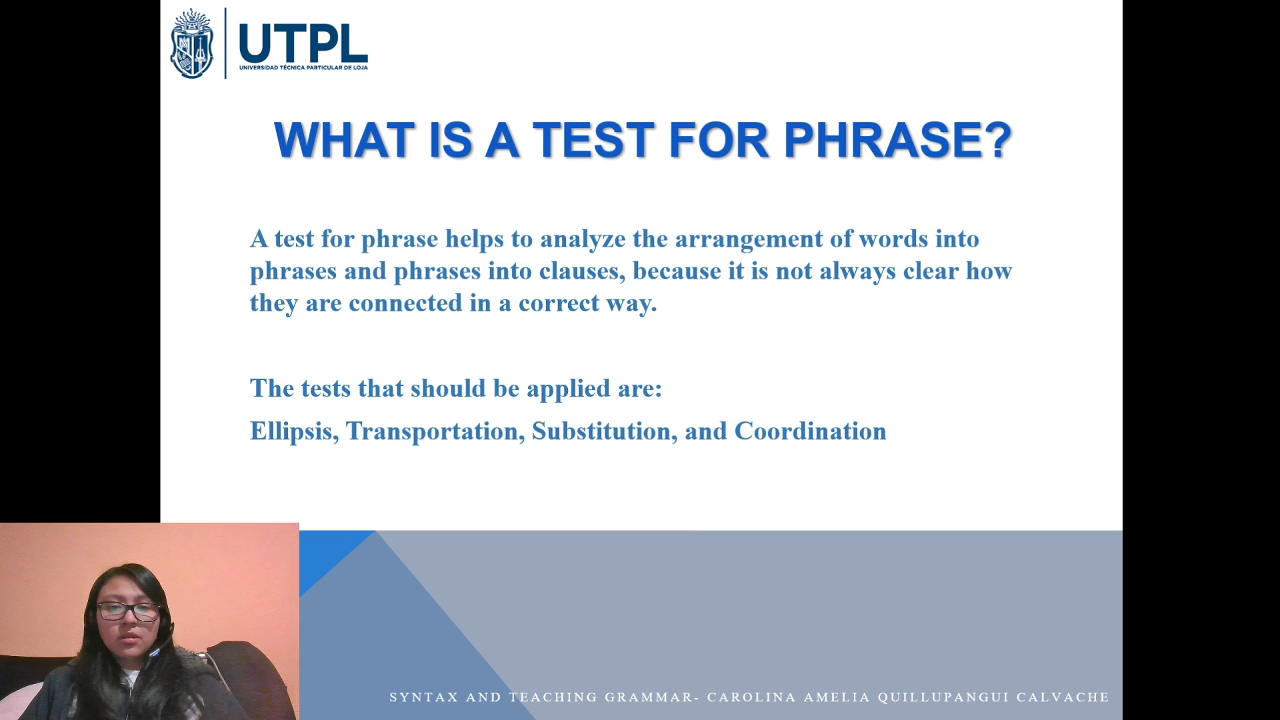 UTPL
UNIVERSIDAD TÉCNICA PARTICULAR DE LOJA
WHAT IS A TEST FOR PHRASE?
A test for phrase helps to analyze the arrangement of words into
phrases and phrases into clauses, because it is not always clear how
they are connected in a correct way.
The tests that should be applied are:
Ellipsis, Transportation, Substitution, and Coordination
SYNTAX AND TEACHING GRAMMAR- CAROLINA AMELIA QUILLUPANGUI CALVACHE